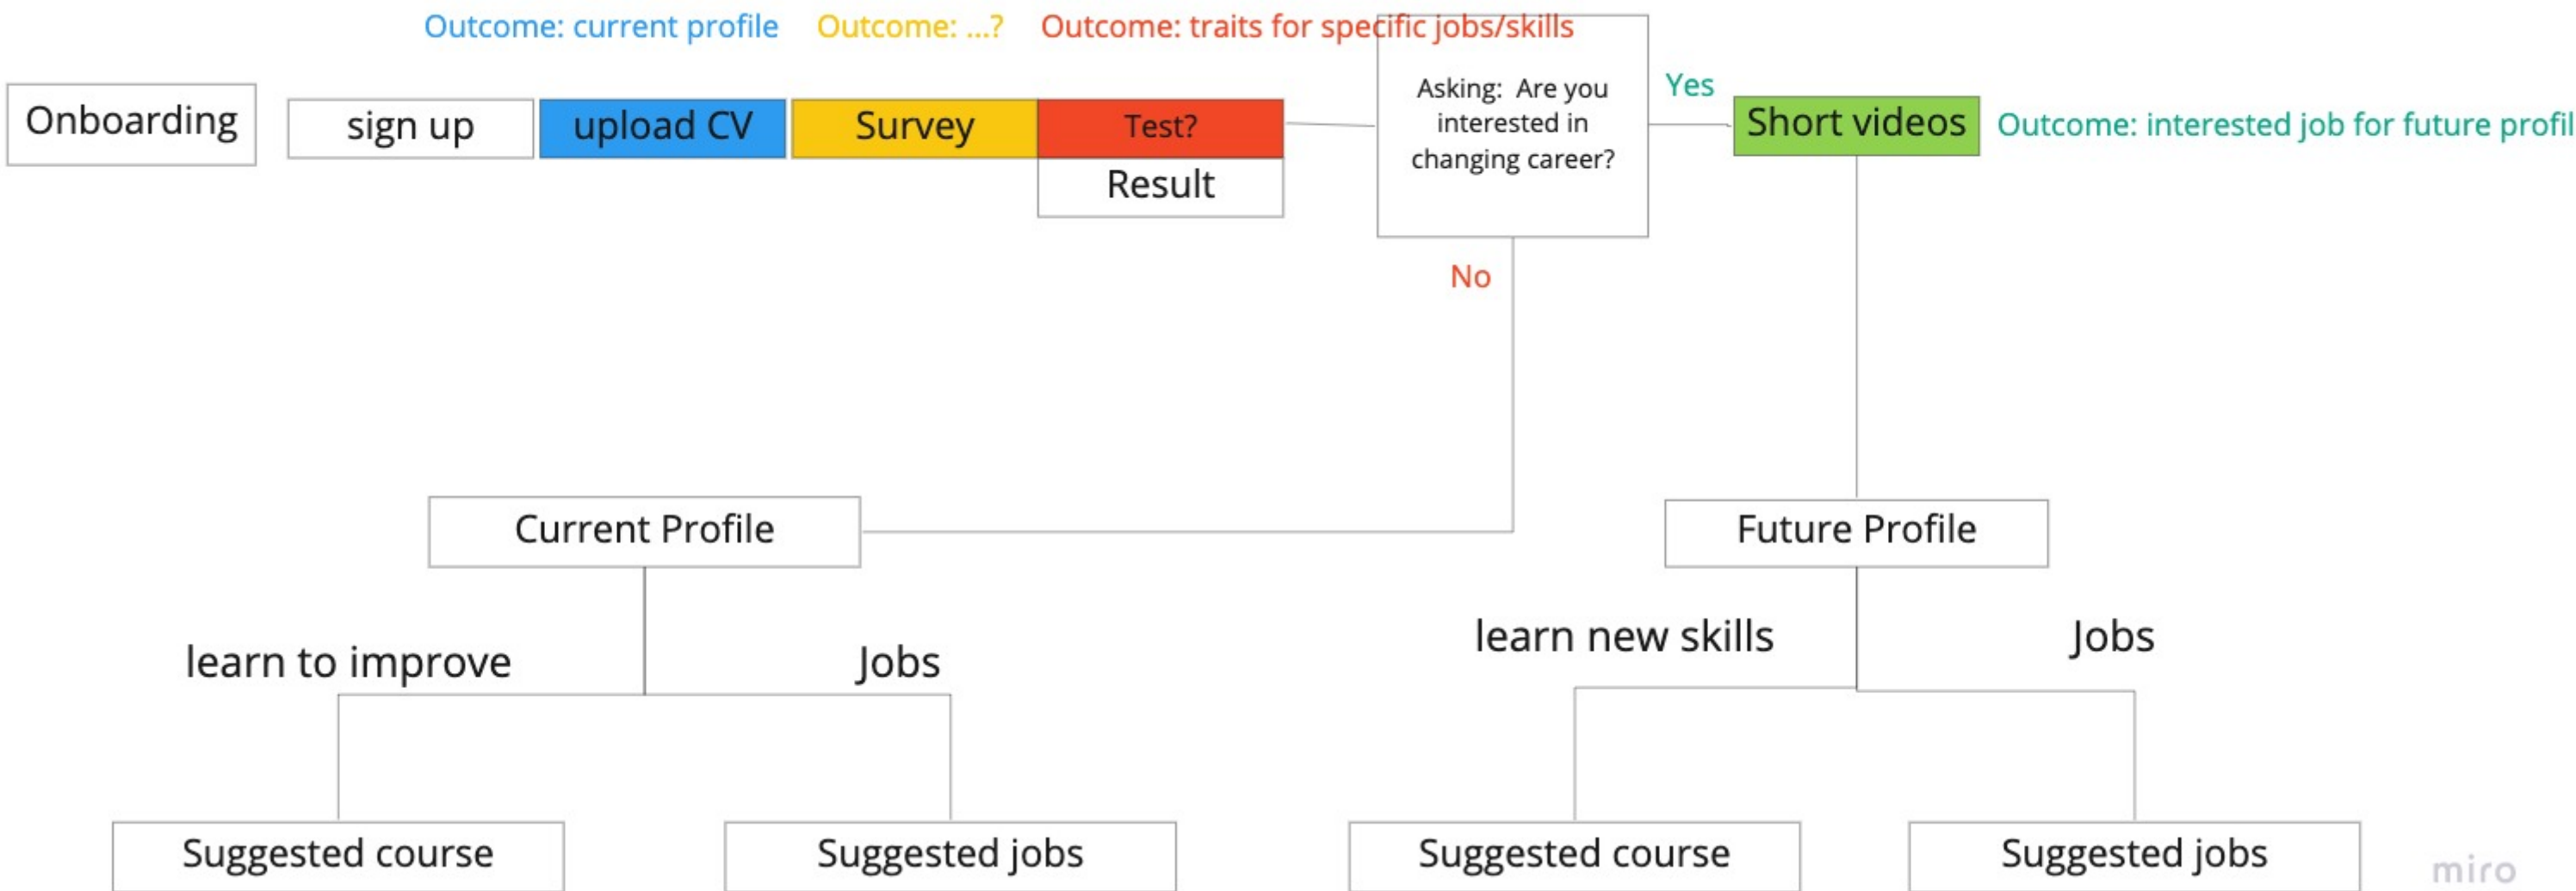 Outcome: current profile
Outcome: ...?
Outcome: traits for specific jobs/skills
Onboarding
sign up
upload CV
Survey
Test?
Result
Asking: Are you
interested in
changing career?
Yes
Short videos
Outcome: interested job for future profil
No
Current Profile
Future Profile
learn to improve
Jobs
learn new skills
Jobs
Suggested course
Suggested jobs
Suggested course
Suggested jobs
miro